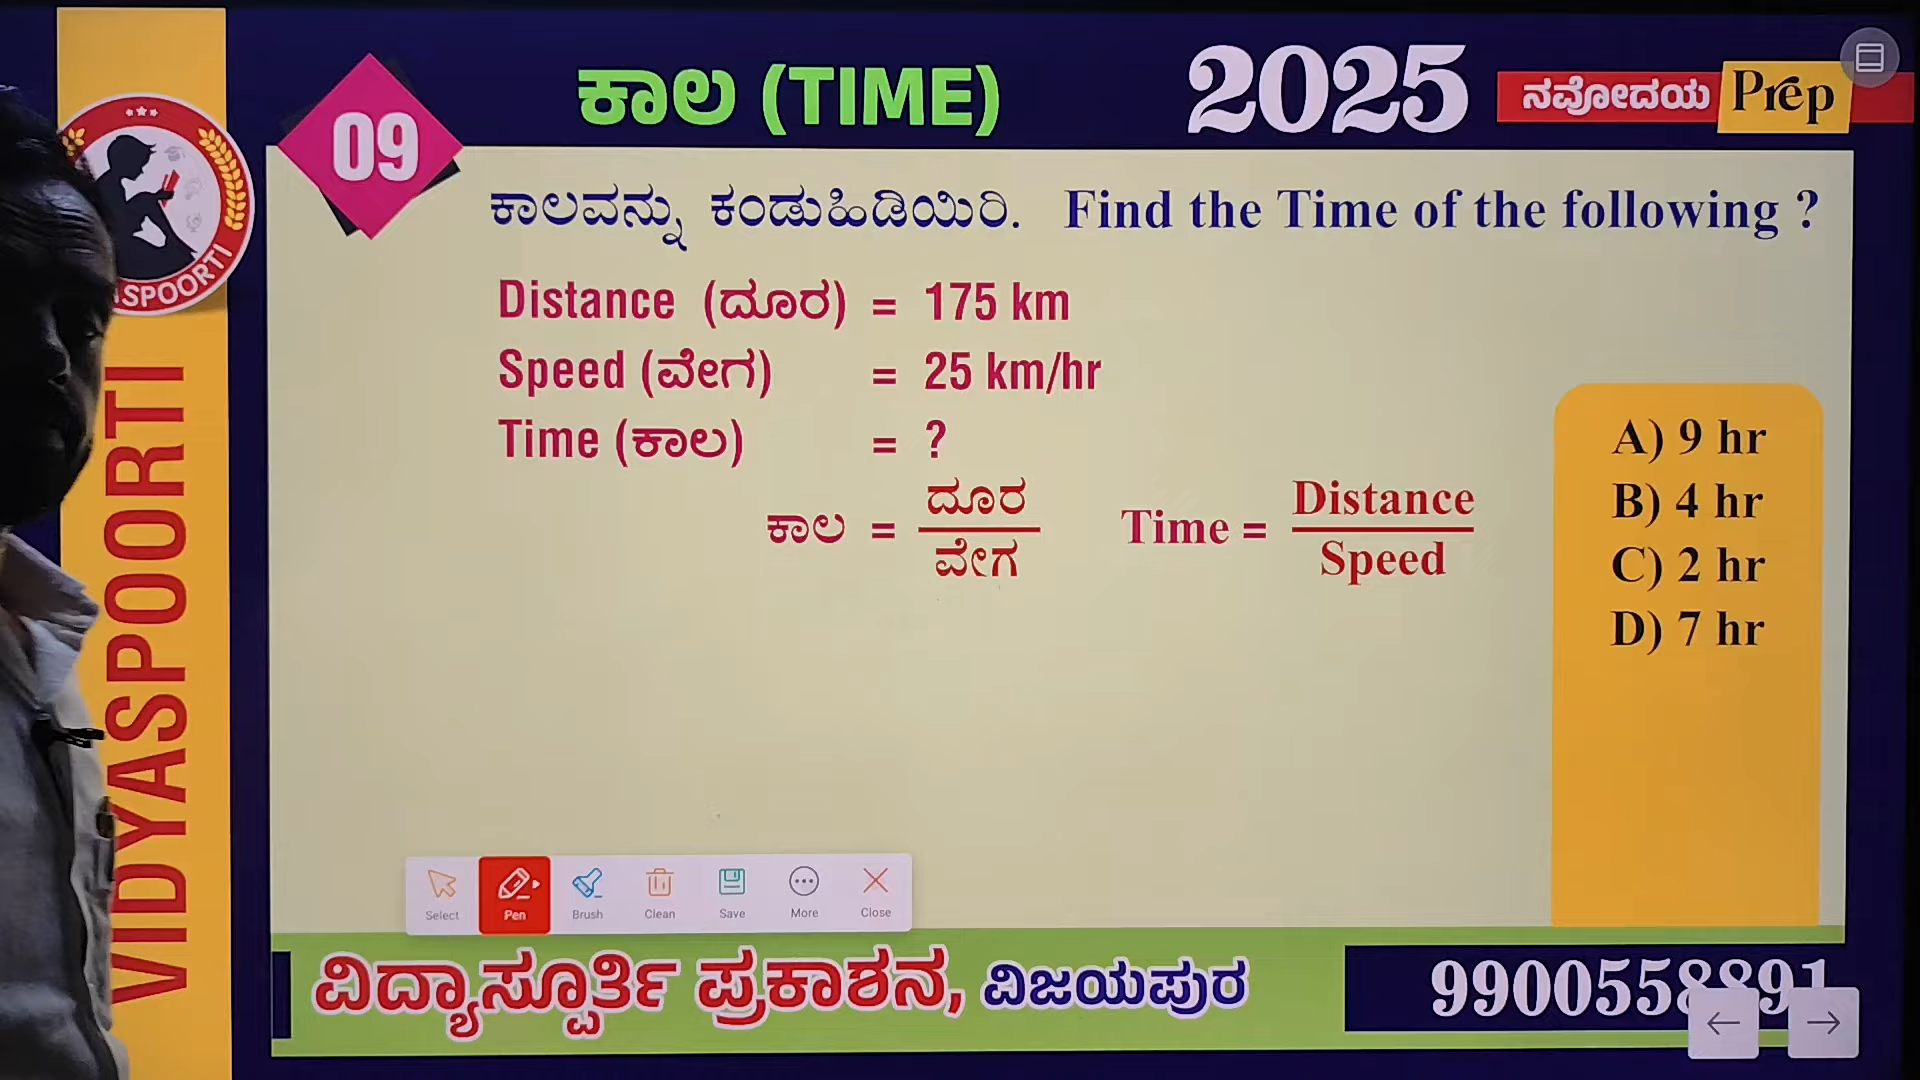 ಕಾಲ (TIME)
2025
ನವೋದಯ Prep
09
ಕಾಲವನ್ನು ಕಂಡುಹಿಡಿಯಿರಿ. Find the Time of the following ?
Distance (ದೂರ) = 175 km
Speed (ವೇಗ) = 25 km/hr
Time (ಕಾಲ) = ?
ಕಾಲ = ದೂರ
ವೇಗ
Time = Distance
Speed
A) 9 hr
B) 4 hr
C) 2 hr
D) 7 hr
SPOORTI
VIDYASPOORTI
Select
Pen
Brush
Clean
Save
More
Close
ವಿದ್ಯಾಸ್ಪೂರ್ತಿ ಪ್ರಕಾಶನ, ವಿಜಯಪುರ
9900558891